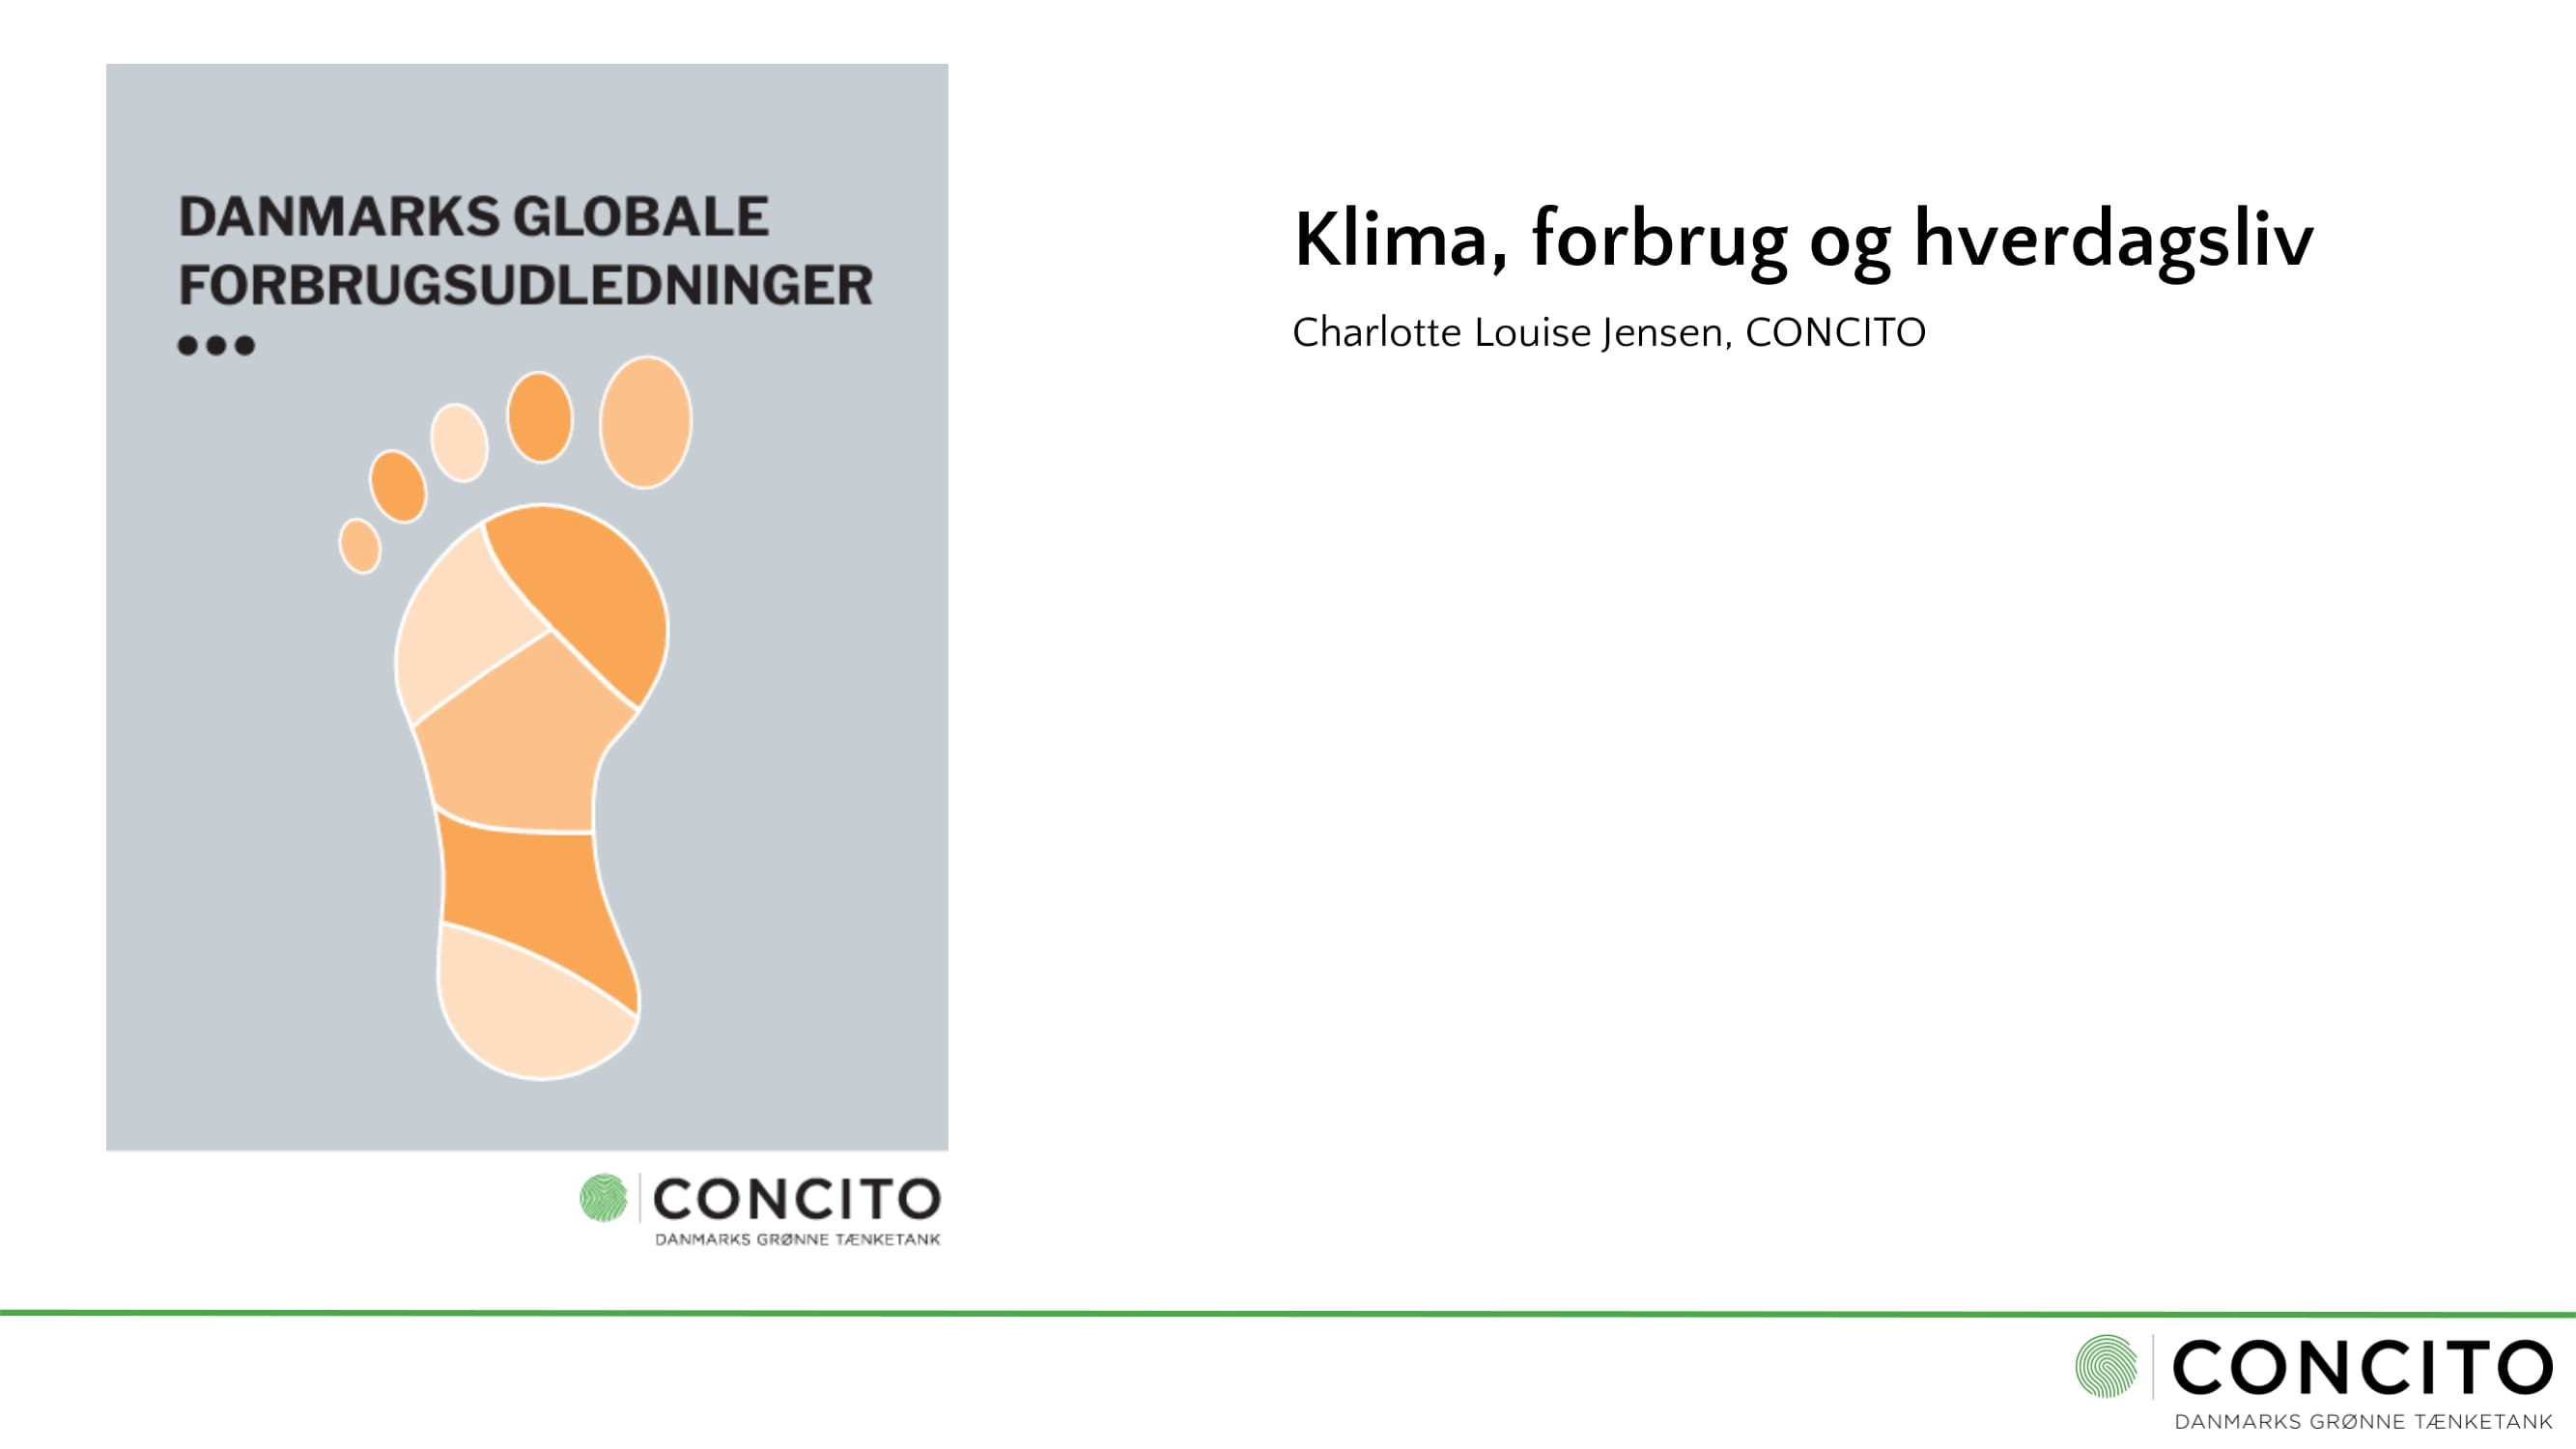 DANMARKS GLOBALE
FORBRUGSUDLEDNINGER
•••
CONCITO
DANMARKS GRØNNE TÆNKETANK
Klima, forbrug og hverdagsliv
Charlotte Louise Jensen, CONCITO
CONCITO
DANMARKS GRØNNE TÆNKETANK